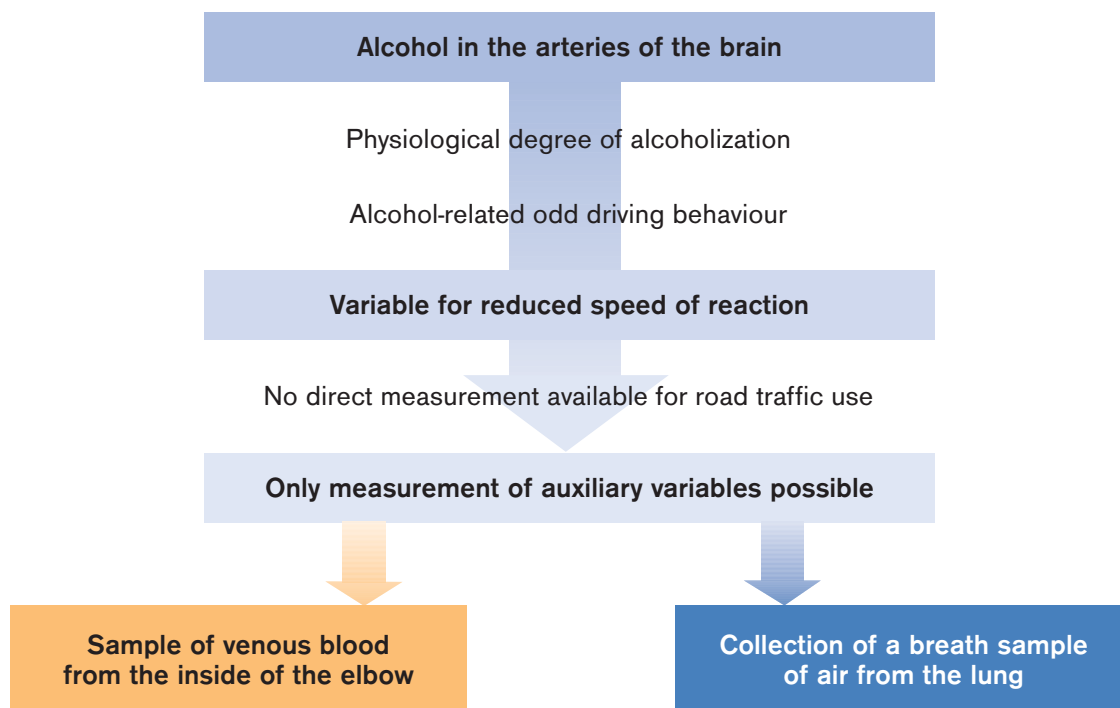 Alcohol in the arteries of the brain
Physiological degree of alcoholization
Alcohol-related odd driving behaviour
Variable for reduced speed of reaction
No direct measurement available for road traffic use
Only measurement of auxiliary variables possible
Sample of venous blood
from the inside of the elbow
Collection of a breath sample
of air from the lung